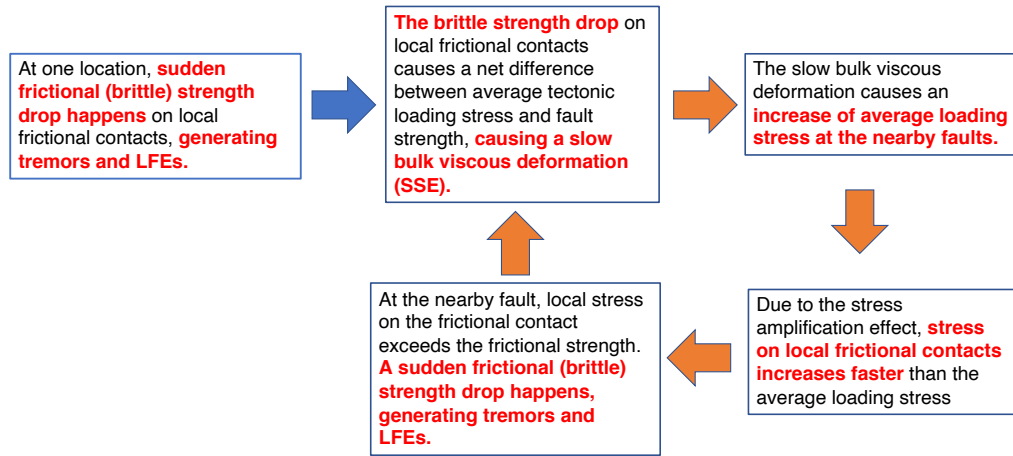 At one location, sudden
frictional (brittle) strength
drop happens on local
frictional contacts, generating
tremors and LFEs.
The brittle strength drop on
local frictional contacts
causes a net difference
between average tectonic
loading stress and fault
strength, causing a slow
bulk viscous deformation
(SSE).
The slow bulk viscous
deformation causes an
increase of average loading
stress at the nearby faults.
Due to the stress
amplification effect, stress
on local frictional contacts
increases faster than the
average loading stress
At the nearby fault, local stress
on the frictional contact
exceeds the frictional strength.
A sudden frictional (brittle)
strength drop happens,
generating tremors and
LFEs.